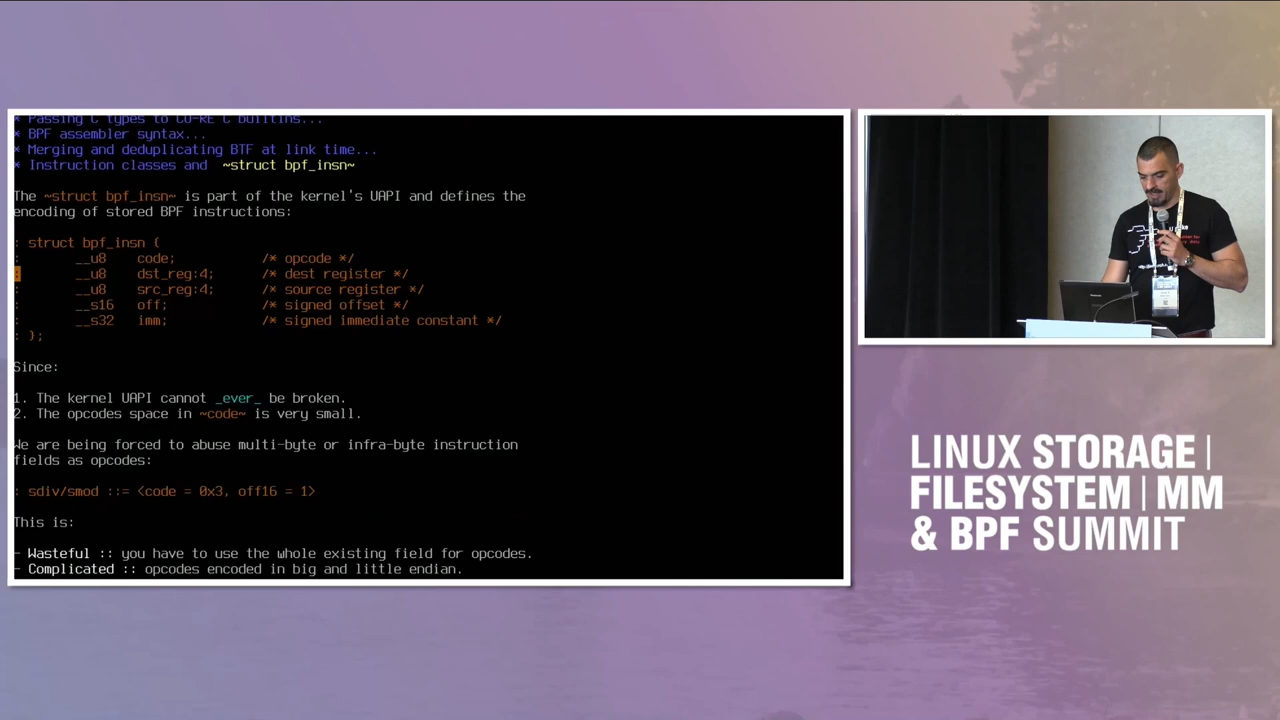 * Passing C types to CO-RE C builtins...
* BPF assembler syntax...
* Merging and deduplicating BTF at link time...
* Instruction classes and  ~struct bpf_insn~
The ~struct bpf_insn~ is part of the kernel's UAPI and defines the
encoding of stored BPF instructions:
: struct bpf_insn {
:       __u8    code;           /* opcode */
:       __u8    dst_reg:4;      /* dest register */
:       __u8    src_reg:4;      /* source register */
:       __s16   off;            /* signed offset */
:       __s32   imm;            /* signed immediate constant */
: };
Since:
1. The kernel UAPI cannot _ever_ be broken.
2. The opcodes space in ~code~ is very small.
We are being forced to abuse multi-byte or infra-byte instruction
fields as opcodes:
: sdiv/smod ::= <code = 0x3, off16 = 1>
This is:
- Wasteful :: you have to use the whole existing field for opcodes.
- Complicated :: opcodes encoded in big and little endian.
LINUX STORAGE |
FILESYSTEM | MM
& BPF SUMMIT